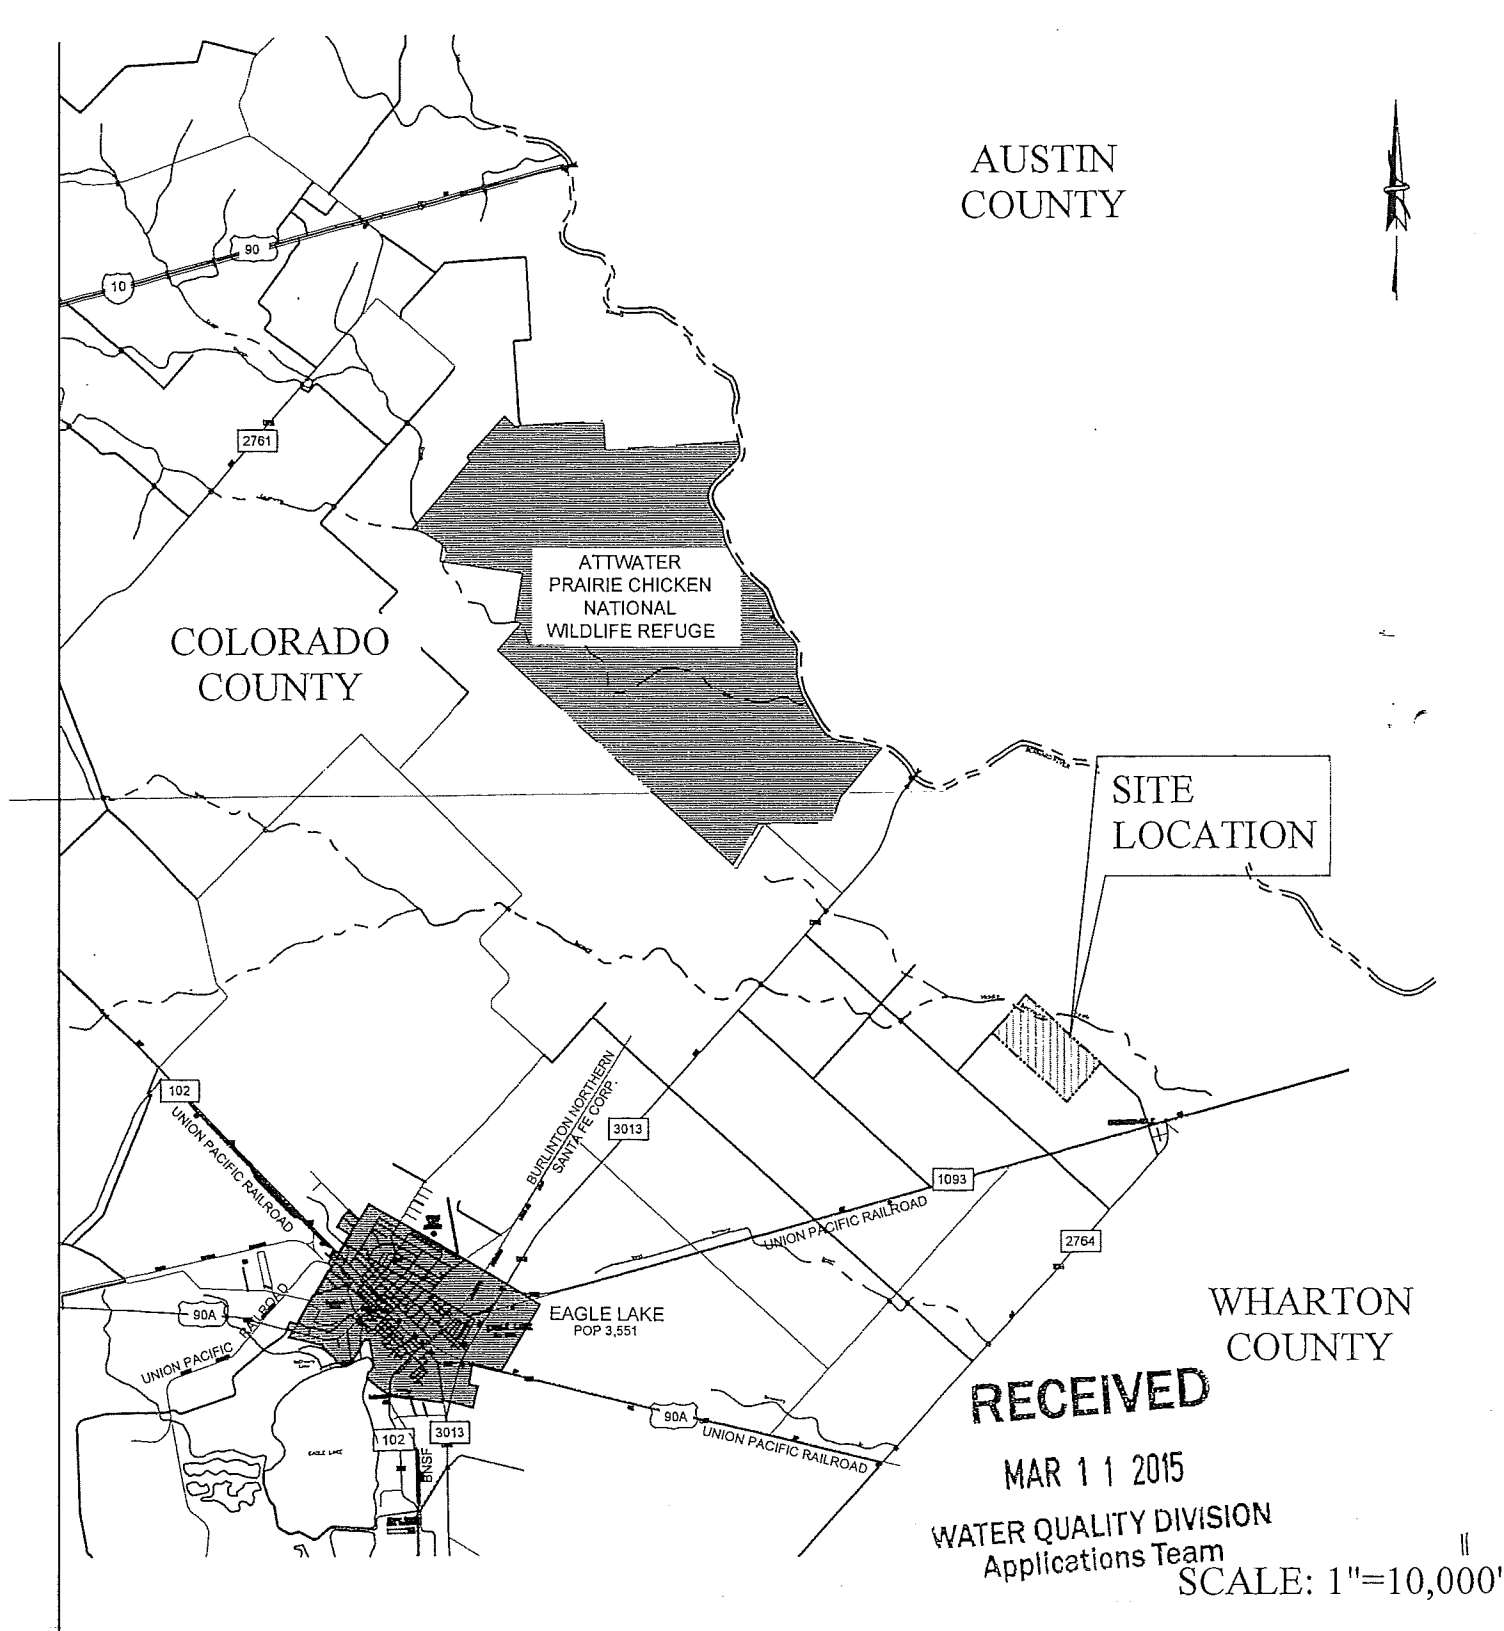 AUSTIN
COUNTY
90
10
2761
ATTWATER
PRAIRIE CHICKEN
NATIONAL
WILDLIFE REFUGE
COLORADO
COUNTY
SITE
LOCATION
102
UNION PACIFIC RAILROAD
BURLINTON NORTHERN
SANTA FE CORP.
3013
1093
UNION PACIFIC RAILROAD
2764
90A
RAILROAD
UNION PACIFIC
EAGLE LAKE
POP 3,551
WHARTON
COUNTY
RECEIVED
MAR 11 2015
WATER QUALITY DIVISION
Applications Team
90A
UNION PACIFIC RAILROAD
102
3013
BNSF
EAGLE LAKE
SCALE: 1"=10,000'